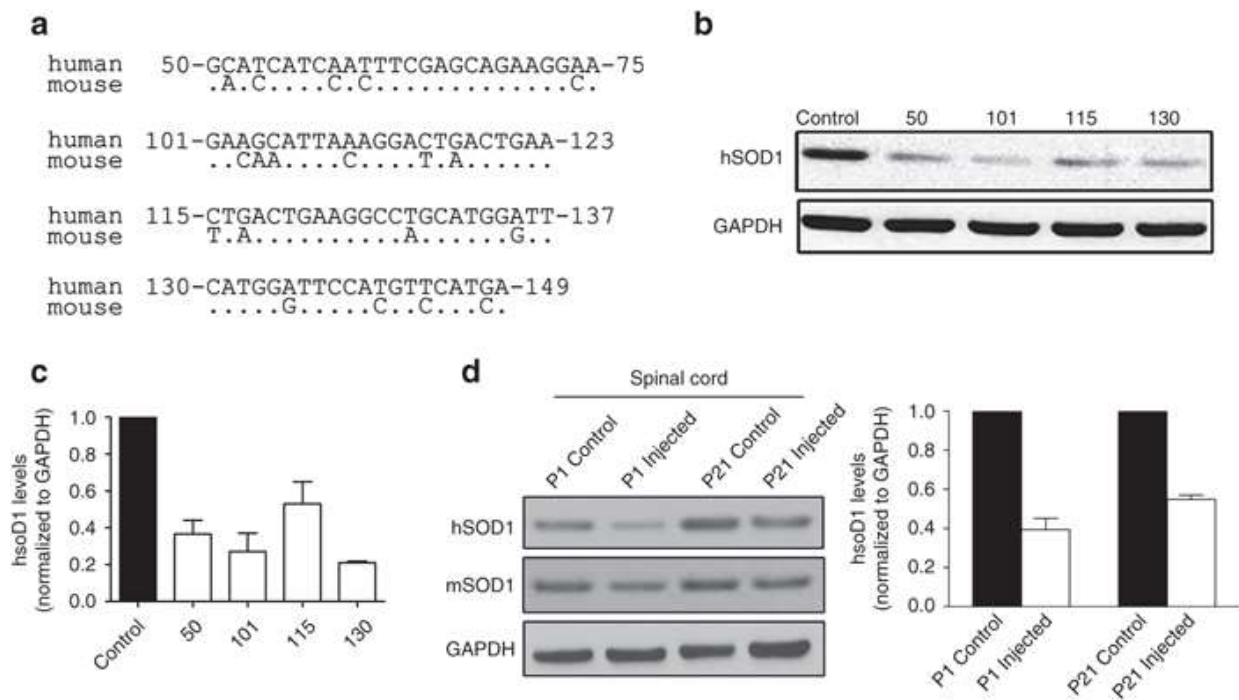 a
human 50-GCATCATCAATTTCGAGCAGAAGGAA-75
mouse .A.C....C.C.............C.
human 101-GAAGCATTAAAGGACTGACTGAA-123
mouse ..CAA....C....T.A......
human 115-CTGACTGAAGGCCTGCATGGATT-137
mouse T.A..........A......G..
human 130-CATGGATTCCATGTTCATGA-149
mouse .....G.....C..C...C.
b
Control 50 101 115 130
hSOD1
GAPDH
c
hsoD1 levels
(normalized to GAPDH)
1.0
0.8
0.6
0.4
0.2
0.0
Control 50 101 115 130
d
Spinal cord
P1 Control P1 Injected P21 Control P21 Injected
hSOD1
mSOD1
GAPDH
hsoD1 levels
(normalized to GAPDH)
1.0
0.8
0.6
0.4
0.2
0.0
P1 Control P1 Injected P21 Control P21 Injected